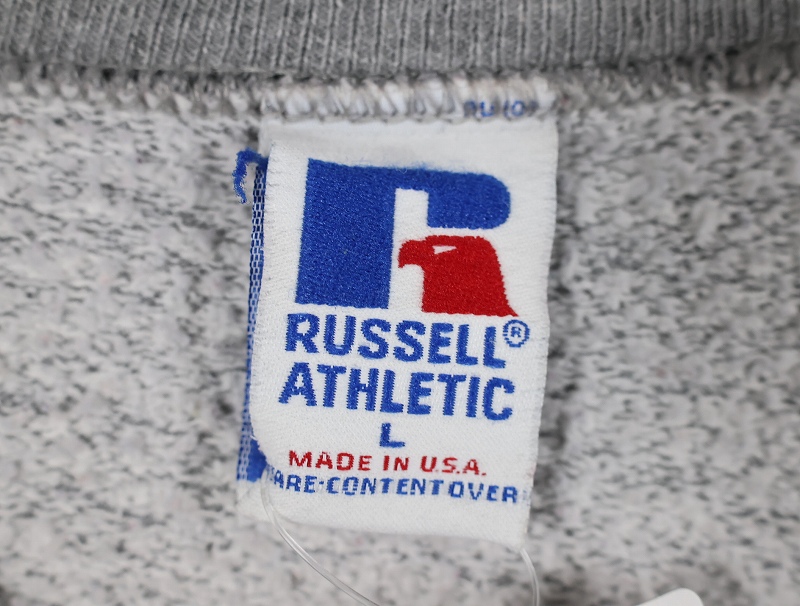 RUSSELL®
ATHLETIC
L
MADE IN U.S.A.
CARE·CONTENT OVER